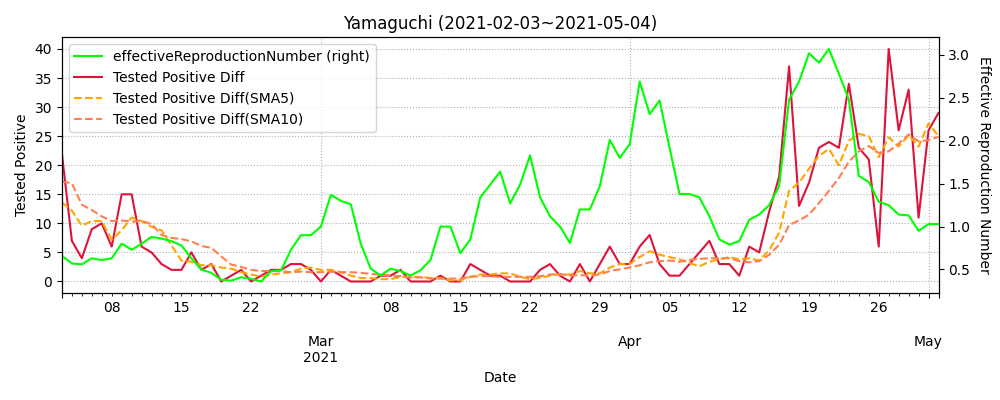 Yamaguchi (2021-02-03~2021-05-04)
effectiveReproductionNumber (right)
Tested Positive Diff
Tested Positive Diff(SMA5)
Tested Positive Diff(SMA10)
Tested Positive
40
35
30
25
20
15
10
5
0
Effective Reproduction Number
3.0
2.5
2.0
1.5
1.0
0.5
08 15 22 08 15 22 29 05 12 19 26
Mar Apr May
2021
Date